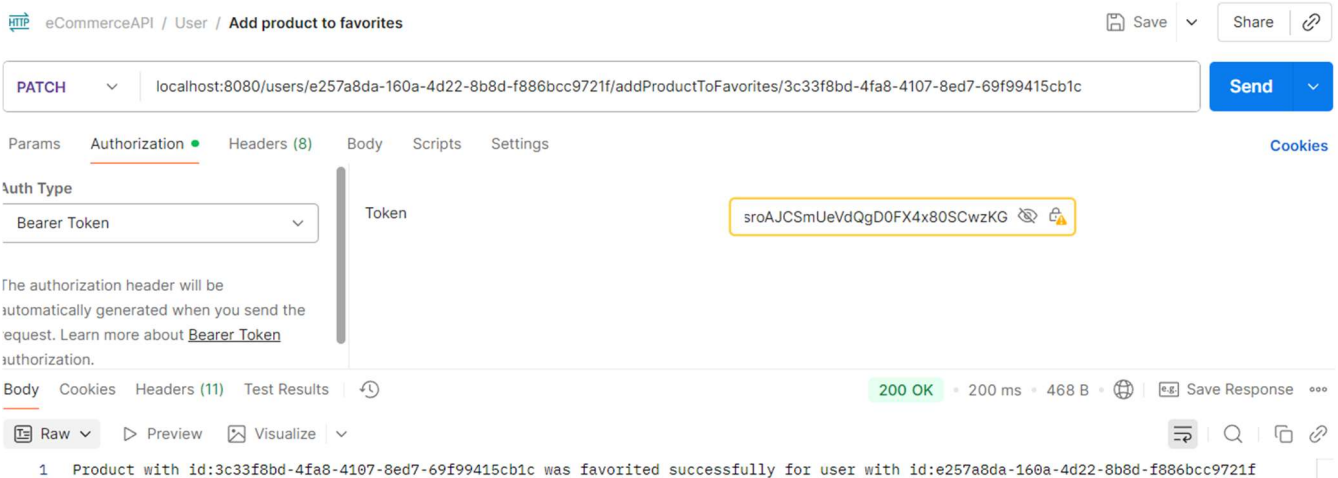 HTTP eCommerceAPI / User / Add product to favorites Save Share
PATCH localhost:8080/users/e257a8da-160a-4d22-8b8d-f886bcc9721f/addProductToFavorites/3c33f8bd-4fa8-4107-8ed7-69f99415cb1c Send
Params Authorization Headers (8) Body Scripts Settings Cookies
Auth Type
Bearer Token
Token sroAJCSmUeVdQgD0FX4x80SCwzKG
The authorization header will be
automatically generated when you send the
request. Learn more about Bearer Token
authorization.
Body Cookies Headers (11) Test Results 200 OK 200 ms 468 B e.g. Save Response
Raw Preview Visualize
1 Product with id:3c33f8bd-4fa8-4107-8ed7-69f99415cb1c was favorited successfully for user with id:e257a8da-160a-4d22-8b8d-f886bcc9721f